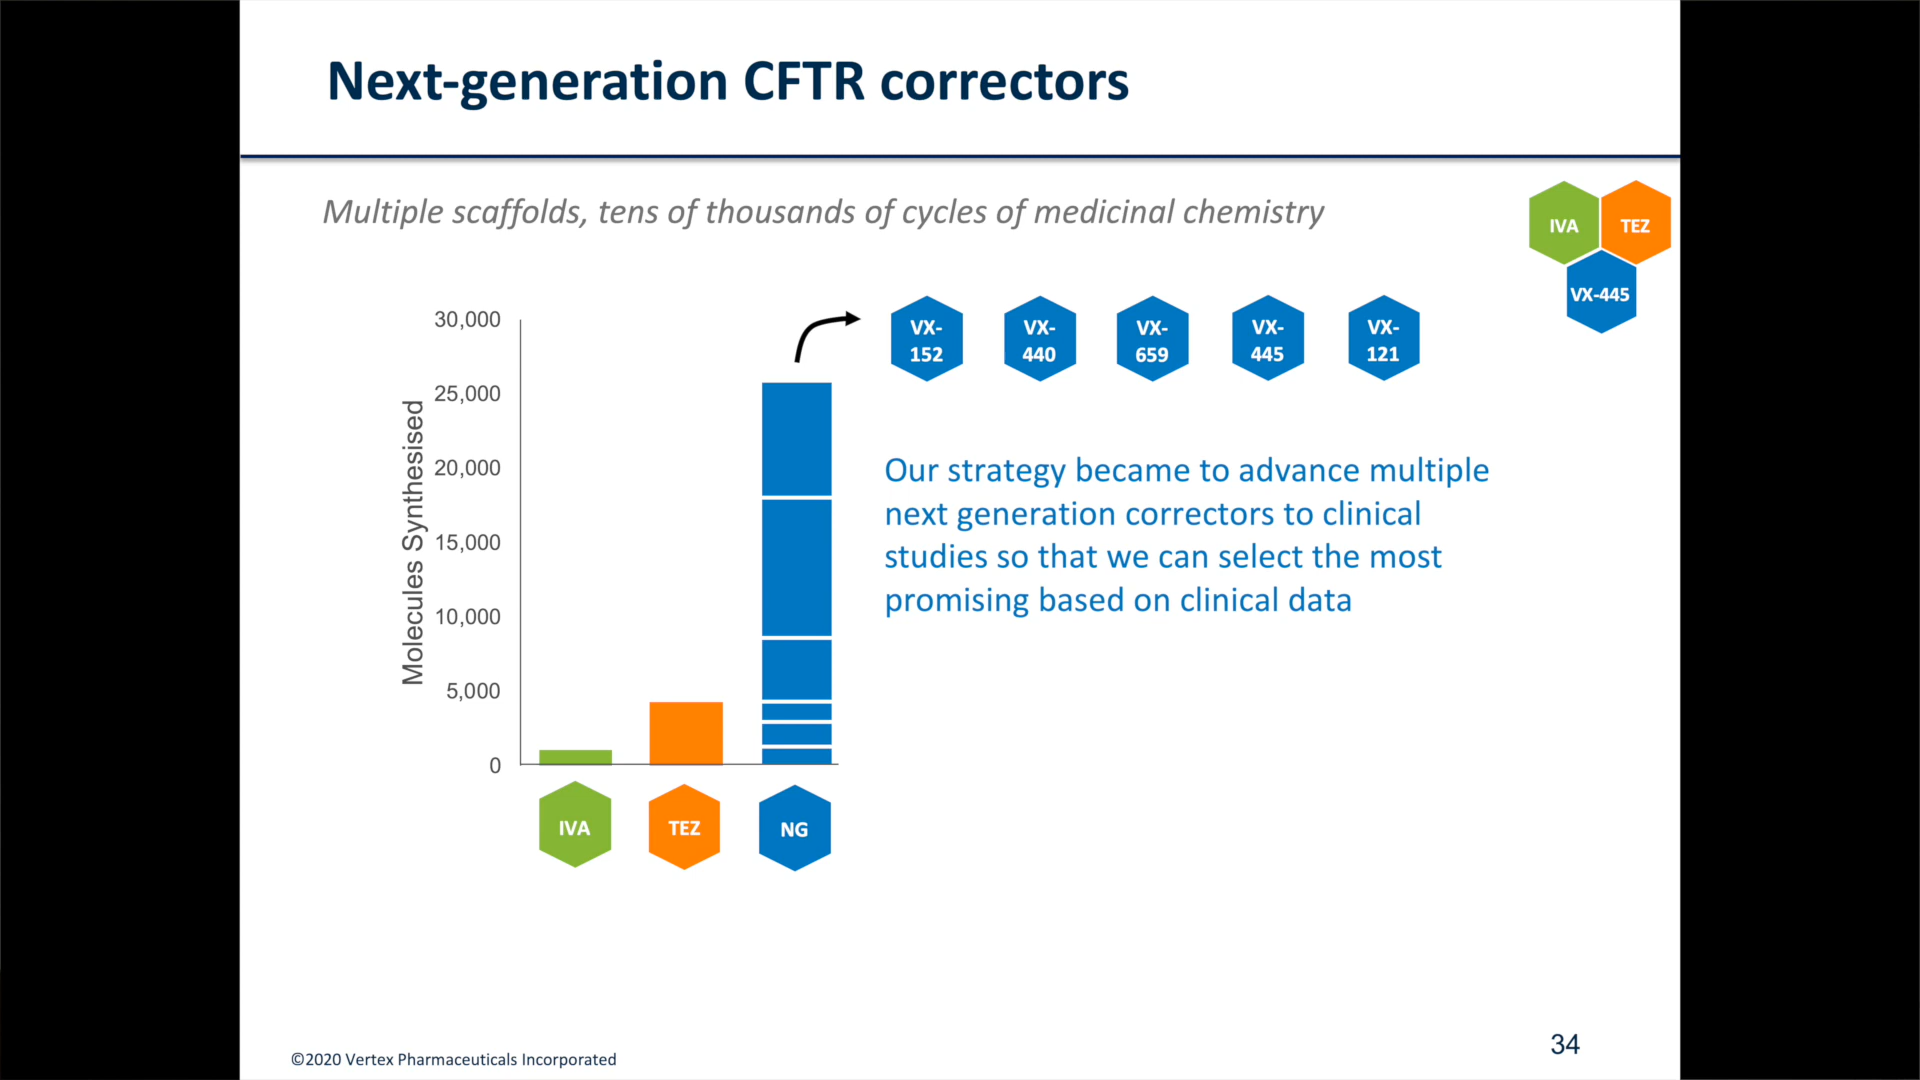 Next-generation CFTR correctors
Multiple scaffolds, tens of thousands of cycles of medicinal chemistry
IVA
TEZ
VX-445
Molecules Synthesised
30,000
25,000
20,000
15,000
10,000
5,000
0
IVA
TEZ
NG
VX-
152
VX-
440
VX-
659
VX-
445
VX-
121
Our strategy became to advance multiple
next generation correctors to clinical
studies so that we can select the most
promising based on clinical data
©2020 Vertex Pharmaceuticals Incorporated
34